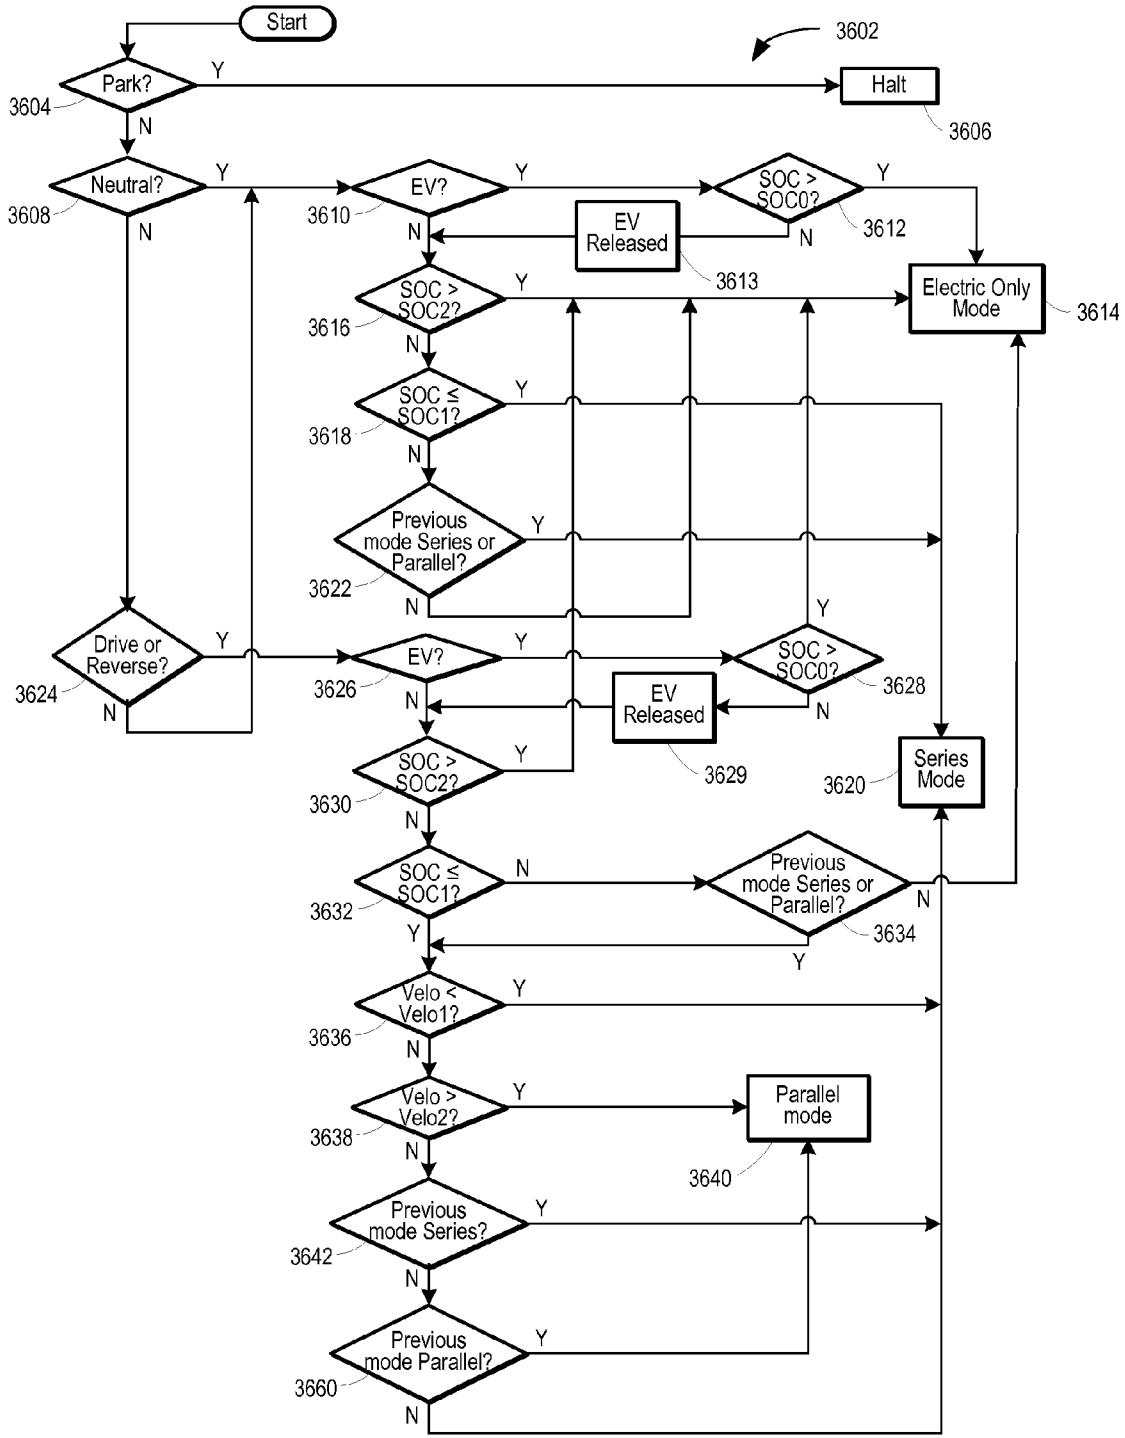 Start
3602
Park?
Y
Halt
3604
N
3606
Neutral?
Y
EV?
Y
SOC >
SOC0?
Y
3608
N
3610
N
EV
Released
N
3612
3613
SOC >
SOC2?
Y
Electric Only
Mode
3616
N
3614
SOC ≤
SOC1?
Y
3618
N
Previous
mode Series or
Parallel?
Y
3622
N
Y
Drive or
Reverse?
Y
EV?
Y
SOC >
SOC0?
3624
N
3626
N
EV
Released
N
3628
3629
SOC >
SOC2?
Y
Series
Mode
3620
3630
N
SOC ≤
SOC1?
N
Previous
mode Series or
Parallel?
N
3632
Y
3634
Y
Velo <
Velo1?
Y
3636
N
Velo >
Velo2?
Y
Parallel
mode
3638
N
3640
Previous
mode Series?
Y
3642
N
Previous
mode Parallel?
Y
3660
N